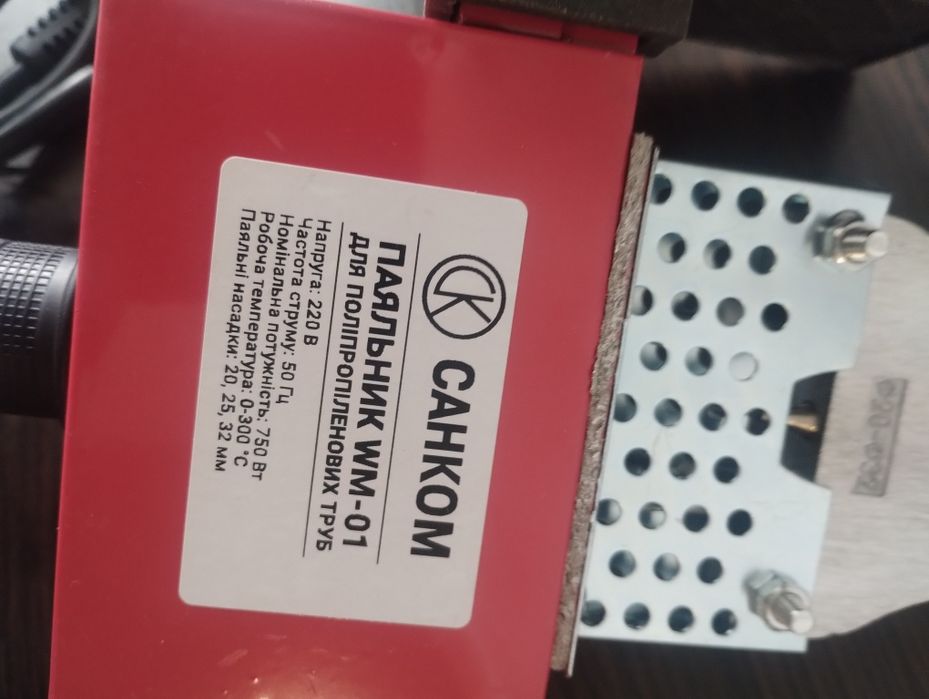 СК САНКОМ
ПАЯЛЬНИК WM-01
ДЛЯ ПОЛІПРОПІЛЕНОВИХ ТРУБ
Напруга: 220 В
Частота струму: 50 Гц
Номінальна потужність: 750 Вт
Робоча температура: 0-300 °C
Паяльні насадки: 20, 25, 32 мм